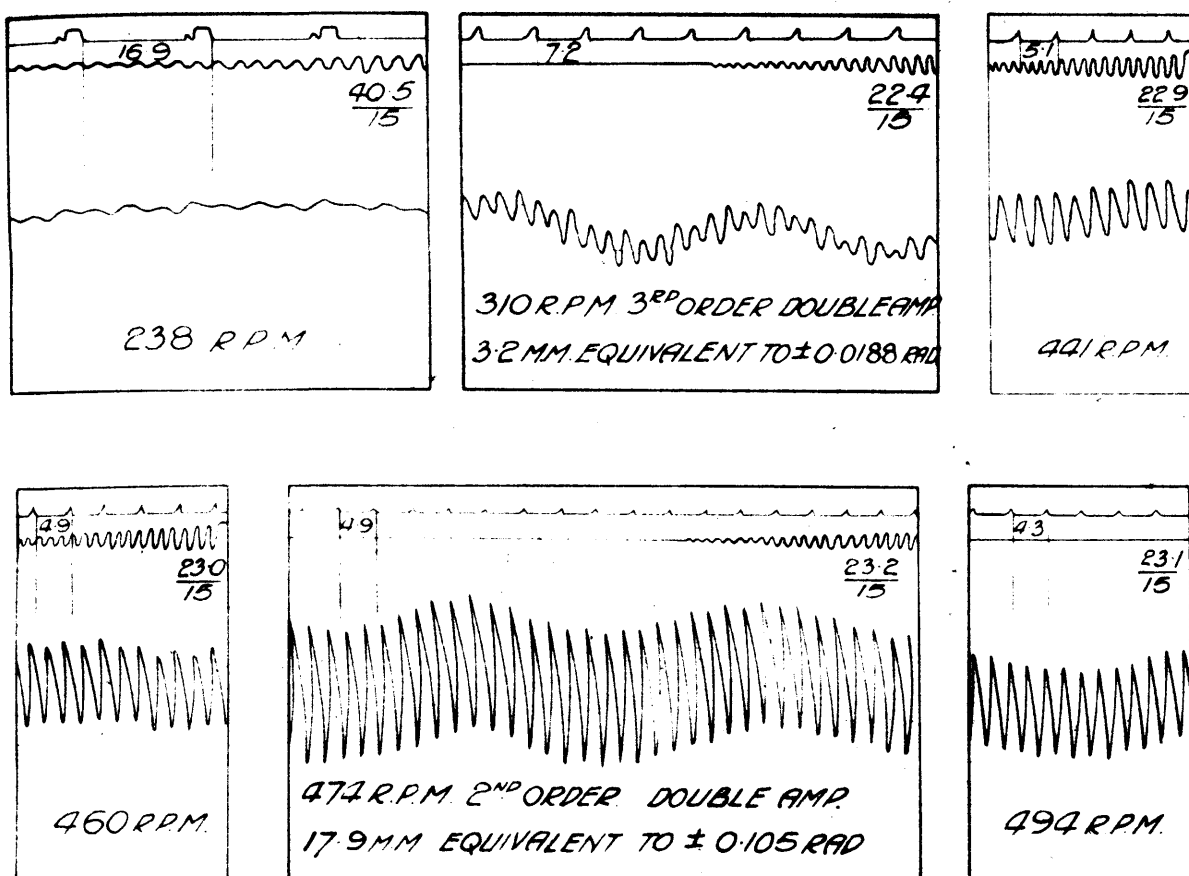 16.9
40.5
15
238 R.P.M
7.2
22.4
15
310 R.P.M. 3RD ORDER DOUBLE AMP.
3.2 MM. EQUIVALENT TO ± 0.0188 RAD
5.1
22.9
15
441 R.P.M.
4.9
23.0
15
460 R.P.M.
4.9
23.2
15
474 R.P.M. 2ND ORDER. DOUBLE AMP.
17.9 MM EQUIVALENT TO ± 0.105 RAD
4.3
23.1
15
494 R.P.M.